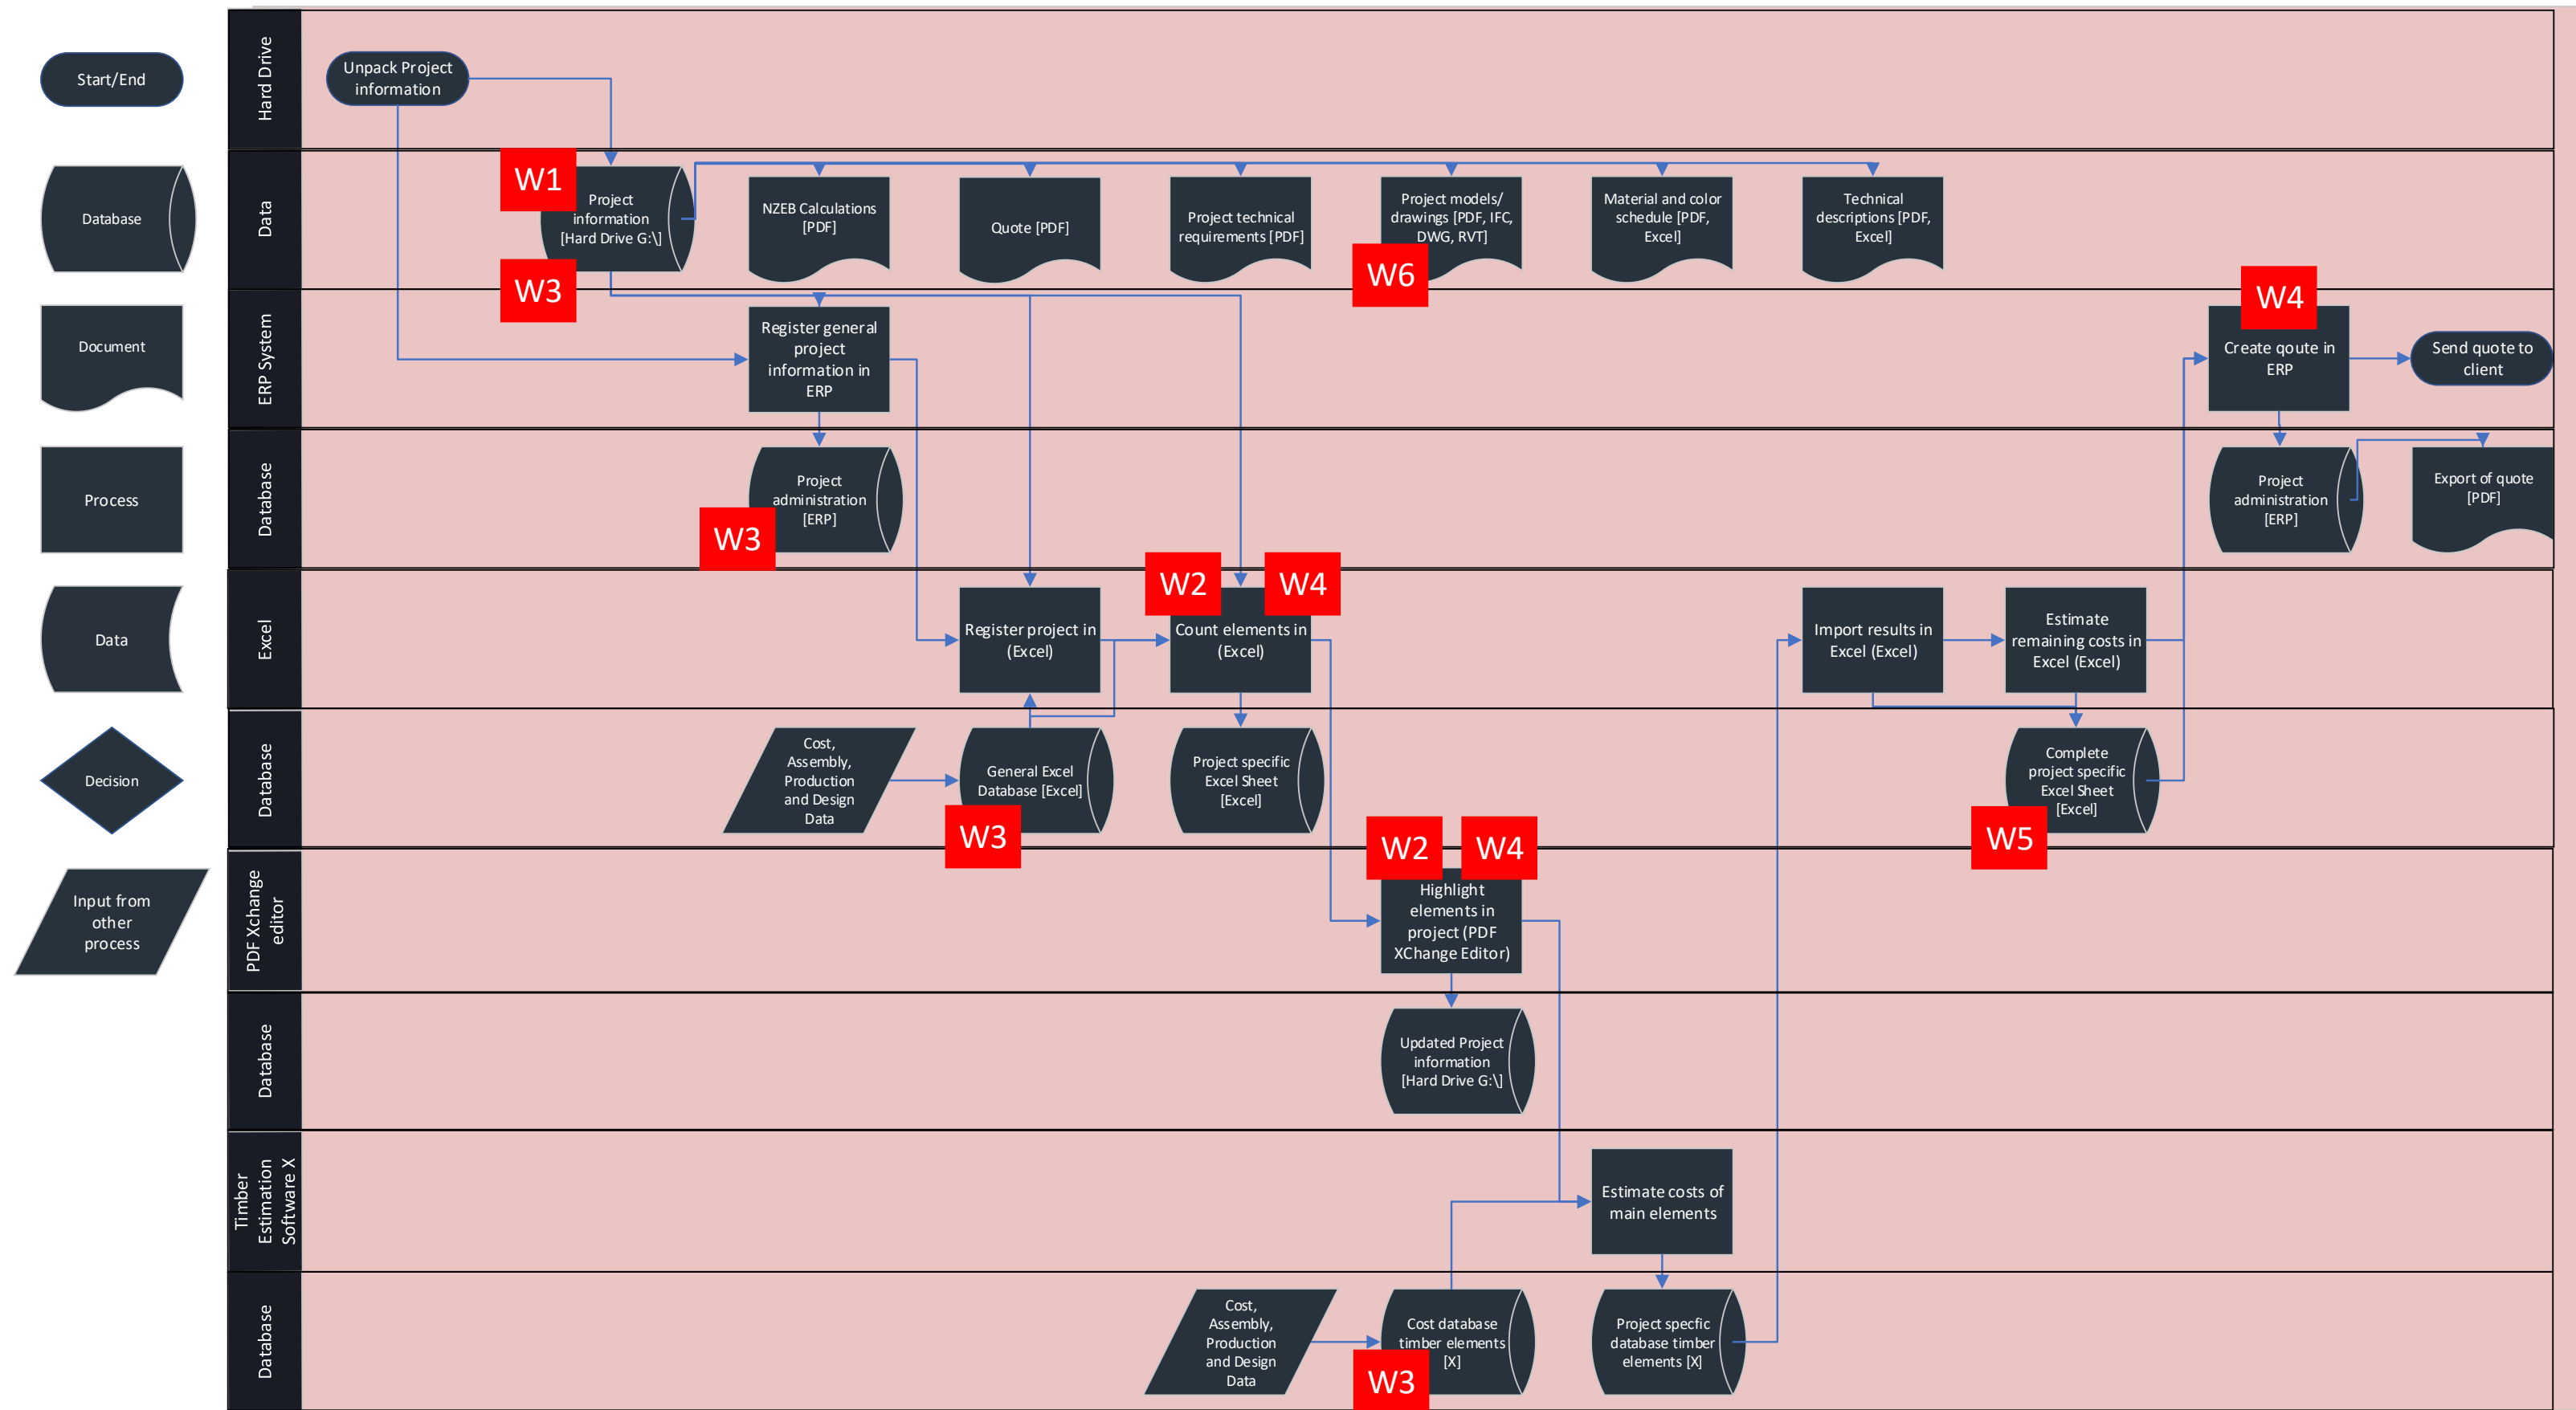 Start/End
Database
Document
Process
Data
Decision
Input from
other
process
Hard Drive
Unpack Project
information
Data
W1
Project
information
[Hard Drive G:\]
W3
NZEB Calculations
[PDF]
Quote [PDF]
Project technical
requirements [PDF]
Project models/
drawings [PDF, IFC,
DWG, RVT]
W6
Material and color
schedule [PDF,
Excel]
Technical
descriptions [PDF,
Excel]
ERP System
Register general
project
information in
ERP
W4
Create qoute in
ERP
Send quote to
client
Database
Project
administration
[ERP]
W3
Project
administration
[ERP]
Export of quote
[PDF]
Excel
Register project in
(Excel)
W2
W4
Count elements in
(Excel)
Import results in
Excel (Excel)
Estimate
remaining costs in
Excel (Excel)
Database
Cost,
Assembly,
Production
and Design
Data
General Excel
Database [Excel]
W3
Project specific
Excel Sheet
[Excel]
Complete
project specific
Excel Sheet
[Excel]
W5
PDF Xchange
editor
W2
W4
Highlight
elements in
project (PDF
XChange Editor)
Database
Updated Project
information
[Hard Drive G:\]
Timber
Estimation
Software X
Estimate costs of
main elements
Database
Cost,
Assembly,
Production
and Design
Data
Cost database
timber elements
[X]
W3
Project specfic
database timber
elements [X]